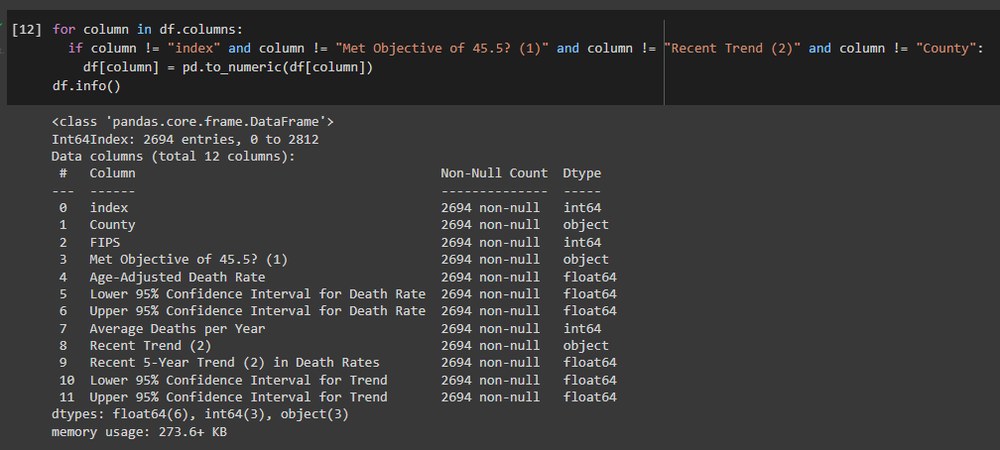 [12] for column in df.columns:
if column != "index" and column != "Met Objective of 45.5? (1)" and column != "Recent Trend (2)" and column != "County":
df[column] = pd.to_numeric(df[column])
df.info()
<class 'pandas.core.frame.DataFrame'>
Int64Index: 2694 entries, 0 to 2812
Data columns (total 12 columns):
# Column Non-Null Count Dtype
--- ------ -------------- -----
0 index 2694 non-null int64
1 County 2694 non-null object
2 FIPS 2694 non-null int64
3 Met Objective of 45.5? (1) 2694 non-null object
4 Age-Adjusted Death Rate 2694 non-null float64
5 Lower 95% Confidence Interval for Death Rate 2694 non-null float64
6 Upper 95% Confidence Interval for Death Rate 2694 non-null float64
7 Average Deaths per Year 2694 non-null int64
8 Recent Trend (2) 2694 non-null object
9 Recent 5-Year Trend (2) in Death Rates 2694 non-null float64
10 Lower 95% Confidence Interval for Trend 2694 non-null float64
11 Upper 95% Confidence Interval for Trend 2694 non-null float64
dtypes: float64(6), int64(3), object(3)
memory usage: 273.6+ KB